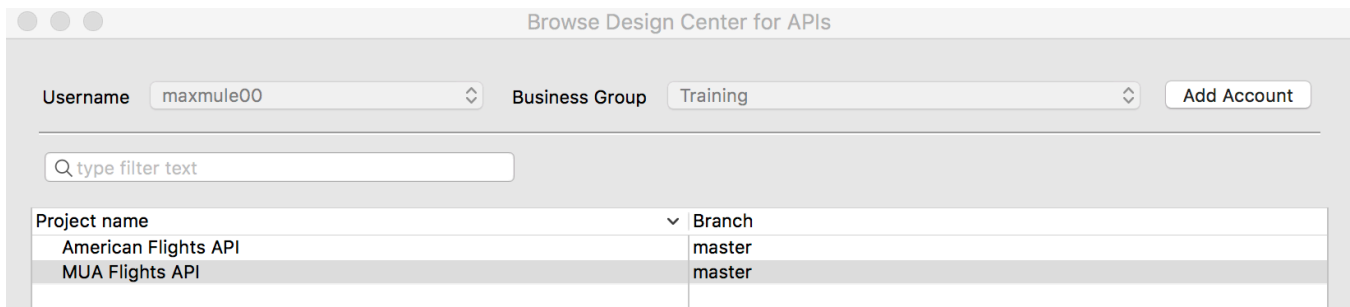 Browse Design Center for APIs
Username maxmule00 Business Group Training Add Account
type filter text
Project name Branch
American Flights API master
MUA Flights API master